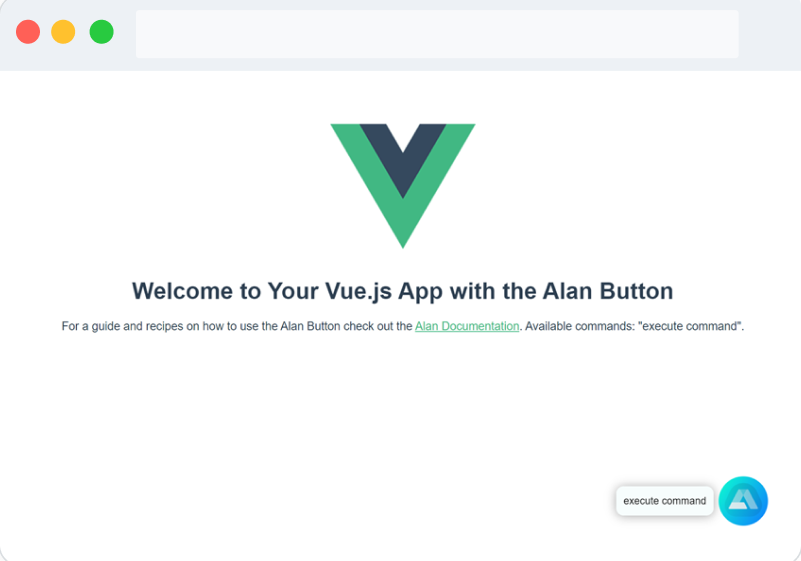 Welcome to Your Vue.js App with the Alan Button
For a guide and recipes on how to use the Alan Button check out the Alan Documentation. Available commands: "execute command".
execute command